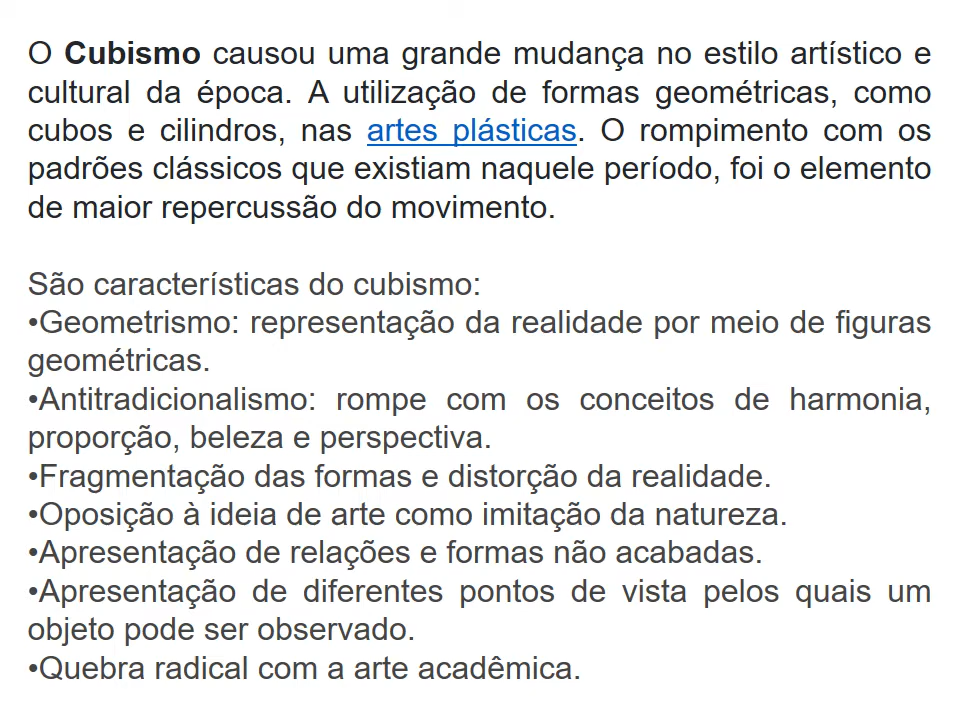 O Cubismo causou uma grande mudança no estilo artístico e
cultural da época. A utilização de formas geométricas, como
cubos e cilindros, nas artes plásticas. O rompimento com os
padrões clássicos que existiam naquele período, foi o elemento
de maior repercussão do movimento.
São características do cubismo:
•Geometrismo: representação da realidade por meio de figuras
geométricas.
•Antitradicionalismo: rompe com os conceitos de harmonia,
proporção, beleza e perspectiva.
•Fragmentação das formas e distorção da realidade.
•Oposição à ideia de arte como imitação da natureza.
•Apresentação de relações e formas não acabadas.
•Apresentação de diferentes pontos de vista pelos quais um
objeto pode ser observado.
•Quebra radical com a arte acadêmica.